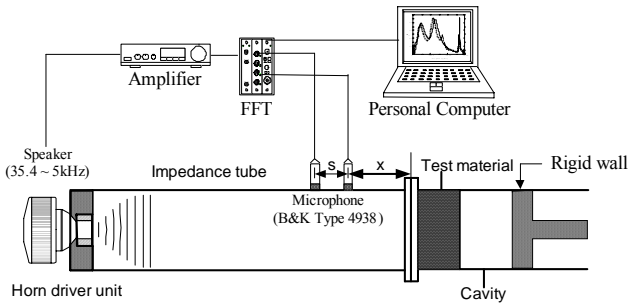 Amplifier
FFT
Personal Computer
Speaker
(35.4 ~ 5kHz)
Impedance tube
S
x
Test material
Rigid wall
Microphone
(B&K Type 4938 )
Horn driver unit
Cavity